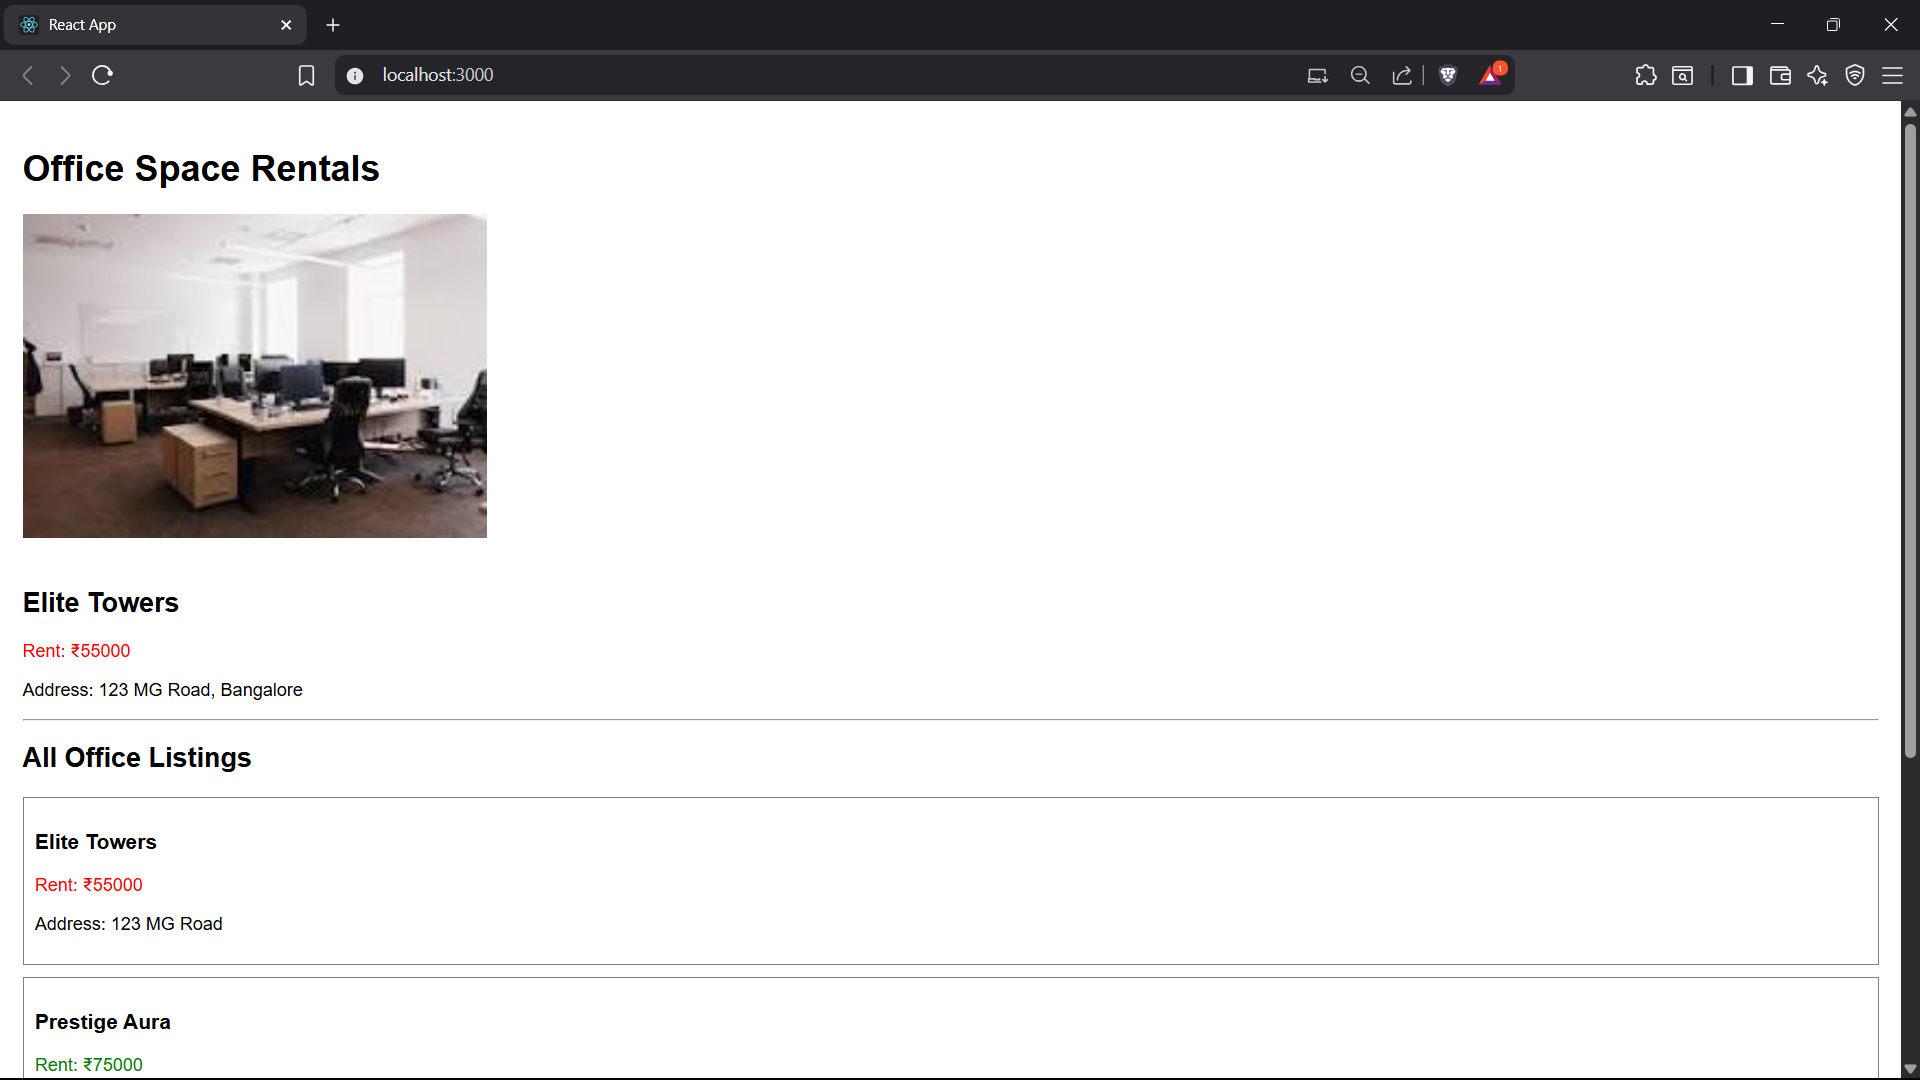 React App
localhost:3000
1
Office Space Rentals
Elite Towers
Rent: ₹55000
Address: 123 MG Road, Bangalore
All Office Listings
Elite Towers
Rent: ₹55000
Address: 123 MG Road
Prestige Aura
Rent: ₹75000